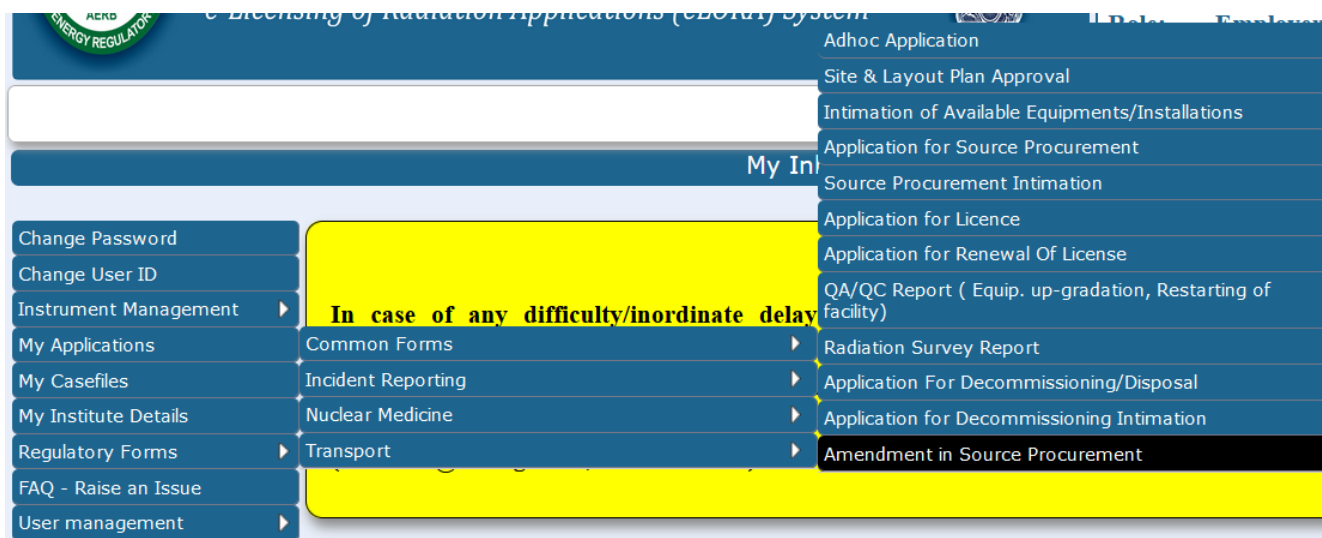 AERB
ENERGY REGULATOR
e-Licensing of Radiation Applications (eLORA) System
Role: Employer
My In
Change Password
Change User ID
Instrument Management
My Applications
My Casefiles
My Institute Details
Regulatory Forms
FAQ - Raise an Issue
User management
In case of any difficulty/inordinate delay
Common Forms
Incident Reporting
Nuclear Medicine
Transport
Adhoc Application
Site & Layout Plan Approval
Intimation of Available Equipments/Installations
Application for Source Procurement
Source Procurement Intimation
Application for Licence
Application for Renewal Of License
QA/QC Report ( Equip. up-gradation, Restarting of
facility)
Radiation Survey Report
Application For Decommissioning/Disposal
Application for Decommissioning Intimation
Amendment in Source Procurement